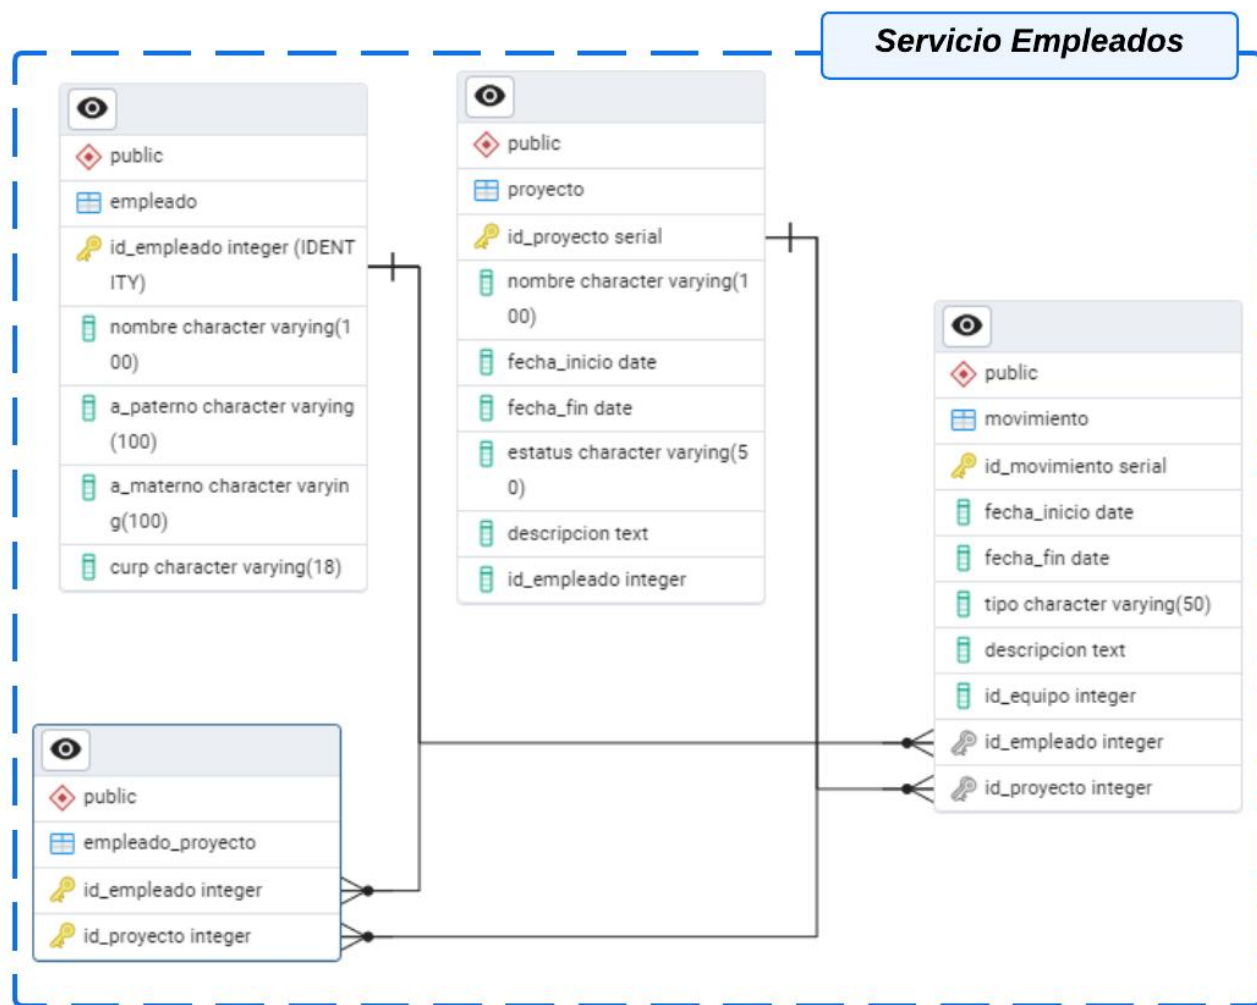 Servicio Empleados
public
empleado
id_empleado integer (IDENT
ITY)
nombre character varying(1
00)
a_paterno character varying
(100)
a_materno character varyin
g(100)
curp character varying(18)
public
proyecto
id_proyecto serial
nombre character varying(1
00)
fecha_inicio date
fecha_fin date
estatus character varying(5
0)
descripcion text
id_empleado integer
public
movimiento
id_movimiento serial
fecha_inicio date
fecha_fin date
tipo character varying(50)
descripcion text
id_equipo integer
id_empleado integer
id_proyecto integer
public
empleado_proyecto
id_empleado integer
id_proyecto integer